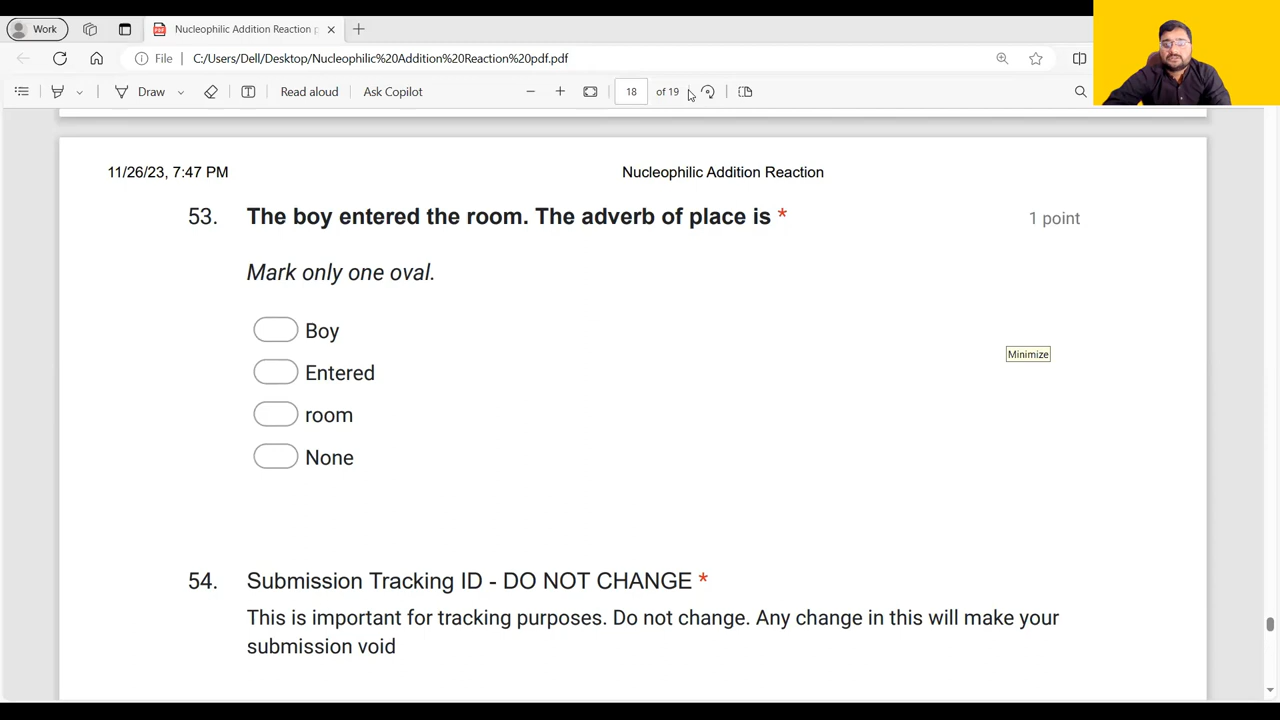 Work
Nucleophilic Addition Reaction p
File
C:/Users/Dell/Desktop/Nucleophilic%20Addition%20Reaction%20pdf.pdf
Draw
Read aloud
Ask Copilot
18
of 19
11/26/23, 7:47 PM
Nucleophilic Addition Reaction
53. The boy entered the room. The adverb of place is *
1 point
Mark only one oval.
Boy
Entered
room
None
Minimize
54. Submission Tracking ID - DO NOT CHANGE *
This is important for tracking purposes. Do not change. Any change in this will make your
submission void